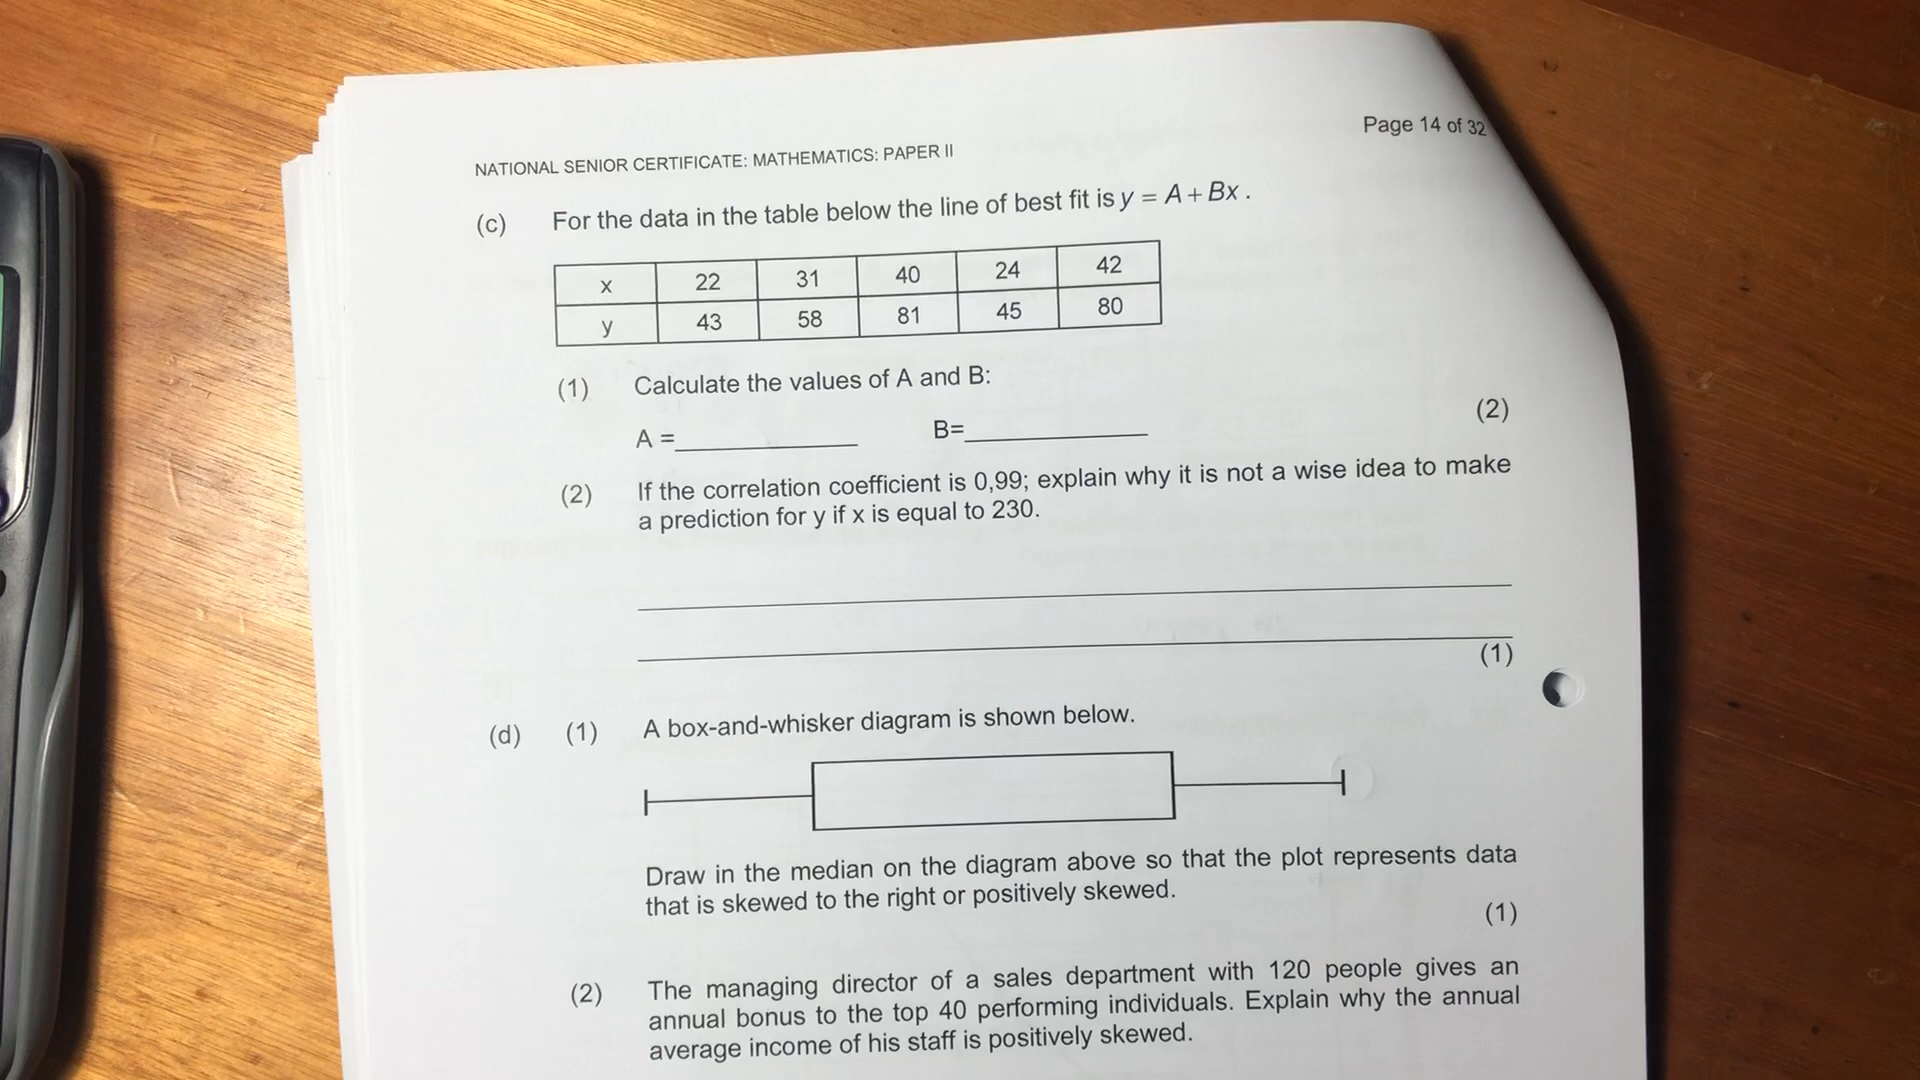 Page 14 of 32
NATIONAL SENIOR CERTIFICATE: MATHEMATICS: PAPER II
(c) For the data in the table below the line of best fit is y = A + Bx .
x 22 31 40 24 42
y 43 58 81 45 80
(1) Calculate the values of A and B:
A =__________ B=__________ (2)
(2) If the correlation coefficient is 0,99; explain why it is not a wise idea to make
a prediction for y if x is equal to 230.
(1)
(d) (1) A box-and-whisker diagram is shown below.
Draw in the median on the diagram above so that the plot represents data
that is skewed to the right or positively skewed.
(1)
(2) The managing director of a sales department with 120 people gives an
annual bonus to the top 40 performing individuals. Explain why the annual
average income of his staff is positively skewed.